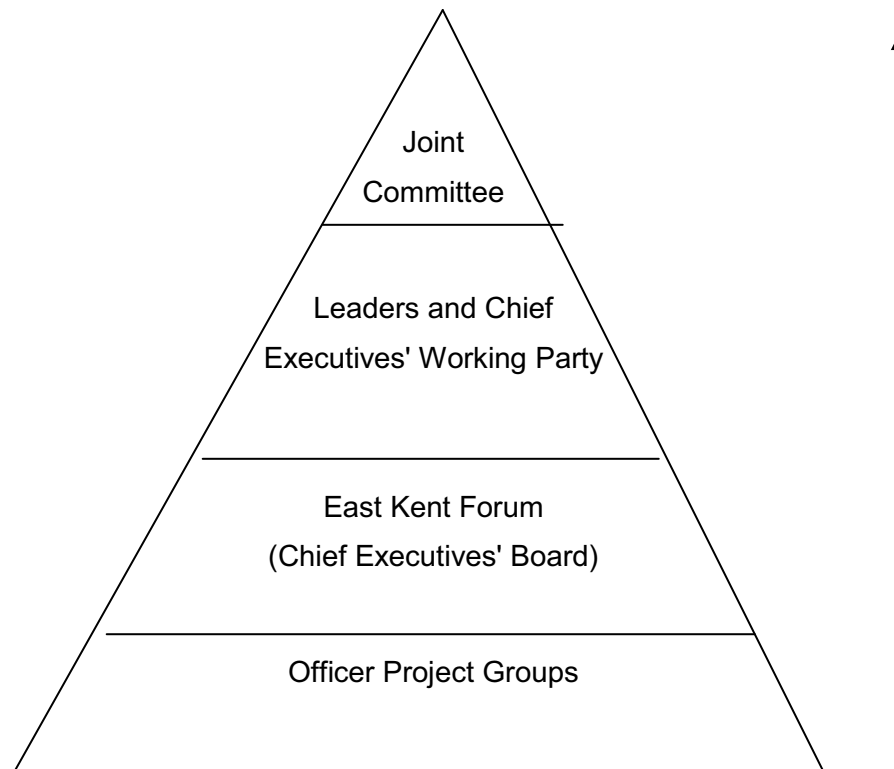 Joint
Committee
Leaders and Chief
Executives' Working Party
East Kent Forum
(Chief Executives' Board)
Officer Project Groups